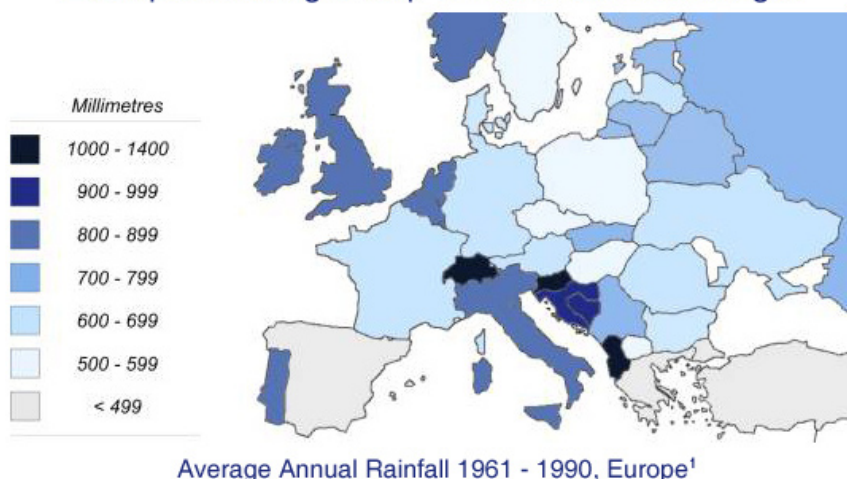 Millimetres
1000 - 1400
900 - 999
800 - 899
700 - 799
600 - 699
500 - 599
< 499
Average Annual Rainfall 1961 - 1990, Europe¹